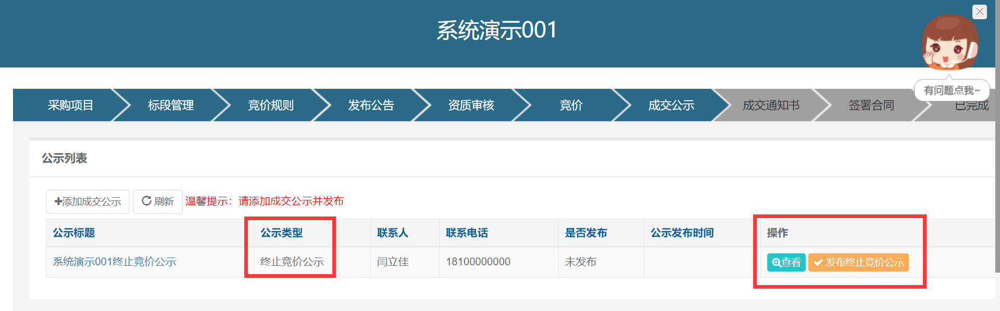 系统演示001
有问题点我~
采购项目 标段管理 竞价规则 发布公告 资质审核 竞价 成交公示 成交通知书 签署合同 已完成
公示列表
添加成交公示 刷新 温馨提示：请添加成交公示并发布
公示标题 公示类型 联系人 联系电话 是否发布 公示发布时间 操作
系统演示001终止竞价公示 终止竞价公示 闫立佳 18100000000 未发布 查看 发布终止竞价公示